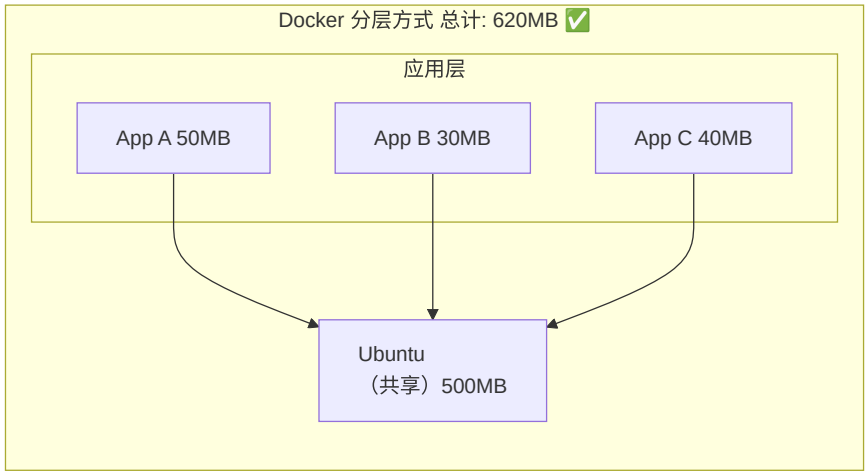 Docker 分层方式 总计: 620MB ✅
应用层
App A 50MB
App B 30MB
App C 40MB
Ubuntu
（共享）500MB